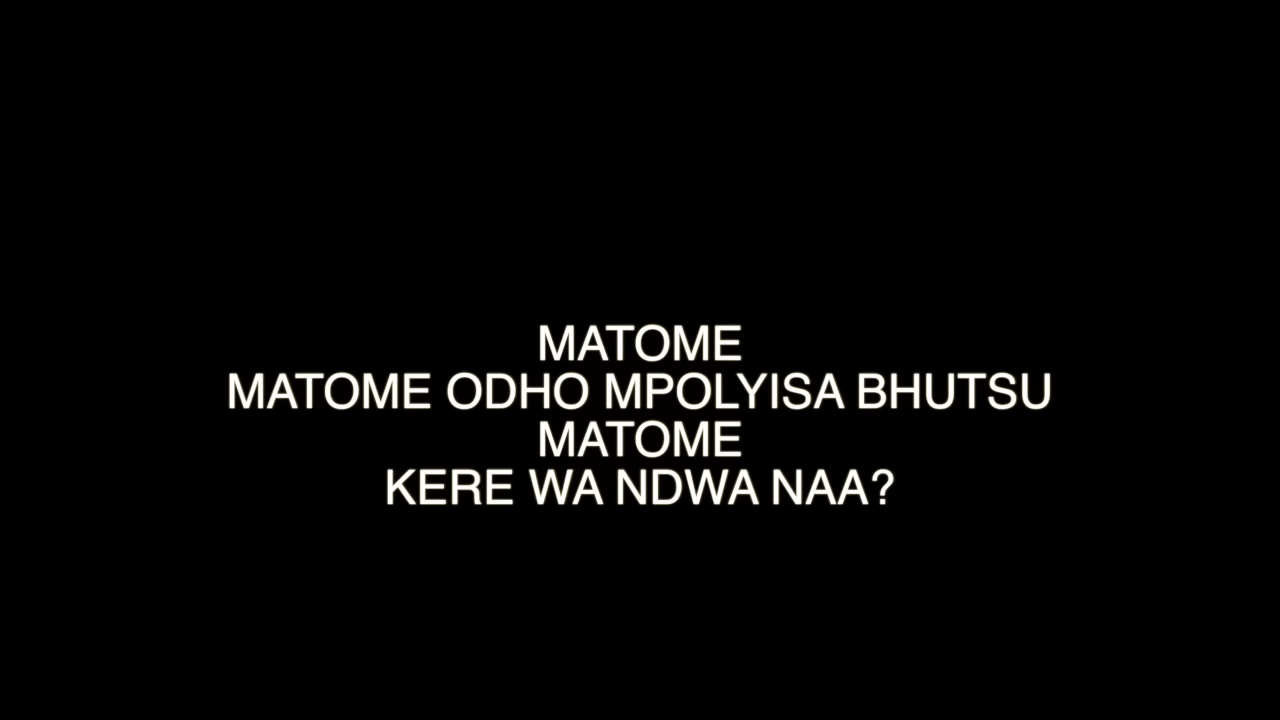 MATOME
MATOME ODHO MPOLYISA BHUTSU
MATOME
KERE WA NDWA NAA?